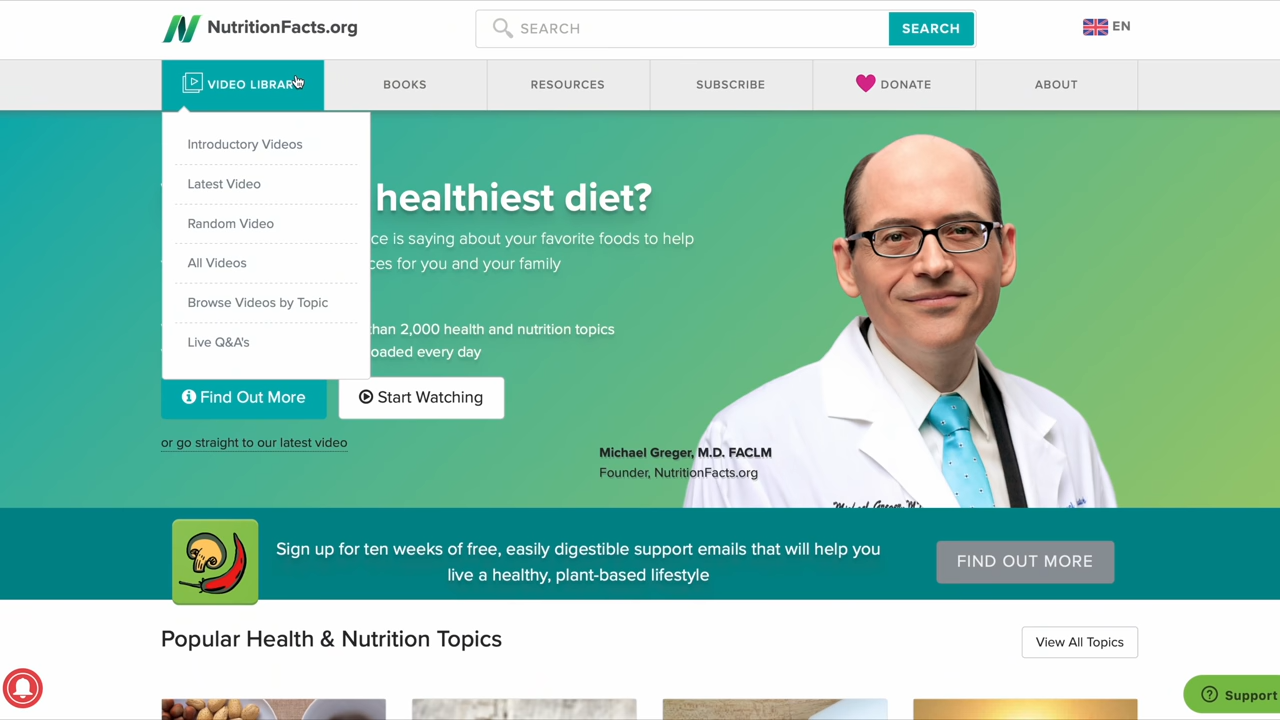 NutritionFacts.org
SEARCH
SEARCH
EN
VIDEO LIBRARY
BOOKS
RESOURCES
SUBSCRIBE
DONATE
ABOUT
Introductory Videos
Latest Video
Random Video
All Videos
Browse Videos by Topic
Live Q&A's
healthiest diet?
ce is saying about your favorite foods to help
ces for you and your family
than 2,000 health and nutrition topics
oaded every day
Find Out More
Start Watching
or go straight to our latest video
Michael Greger, M.D. FACLM
Founder, NutritionFacts.org
Sign up for ten weeks of free, easily digestible support emails that will help you
live a healthy, plant-based lifestyle
FIND OUT MORE
Popular Health & Nutrition Topics
View All Topics
Support